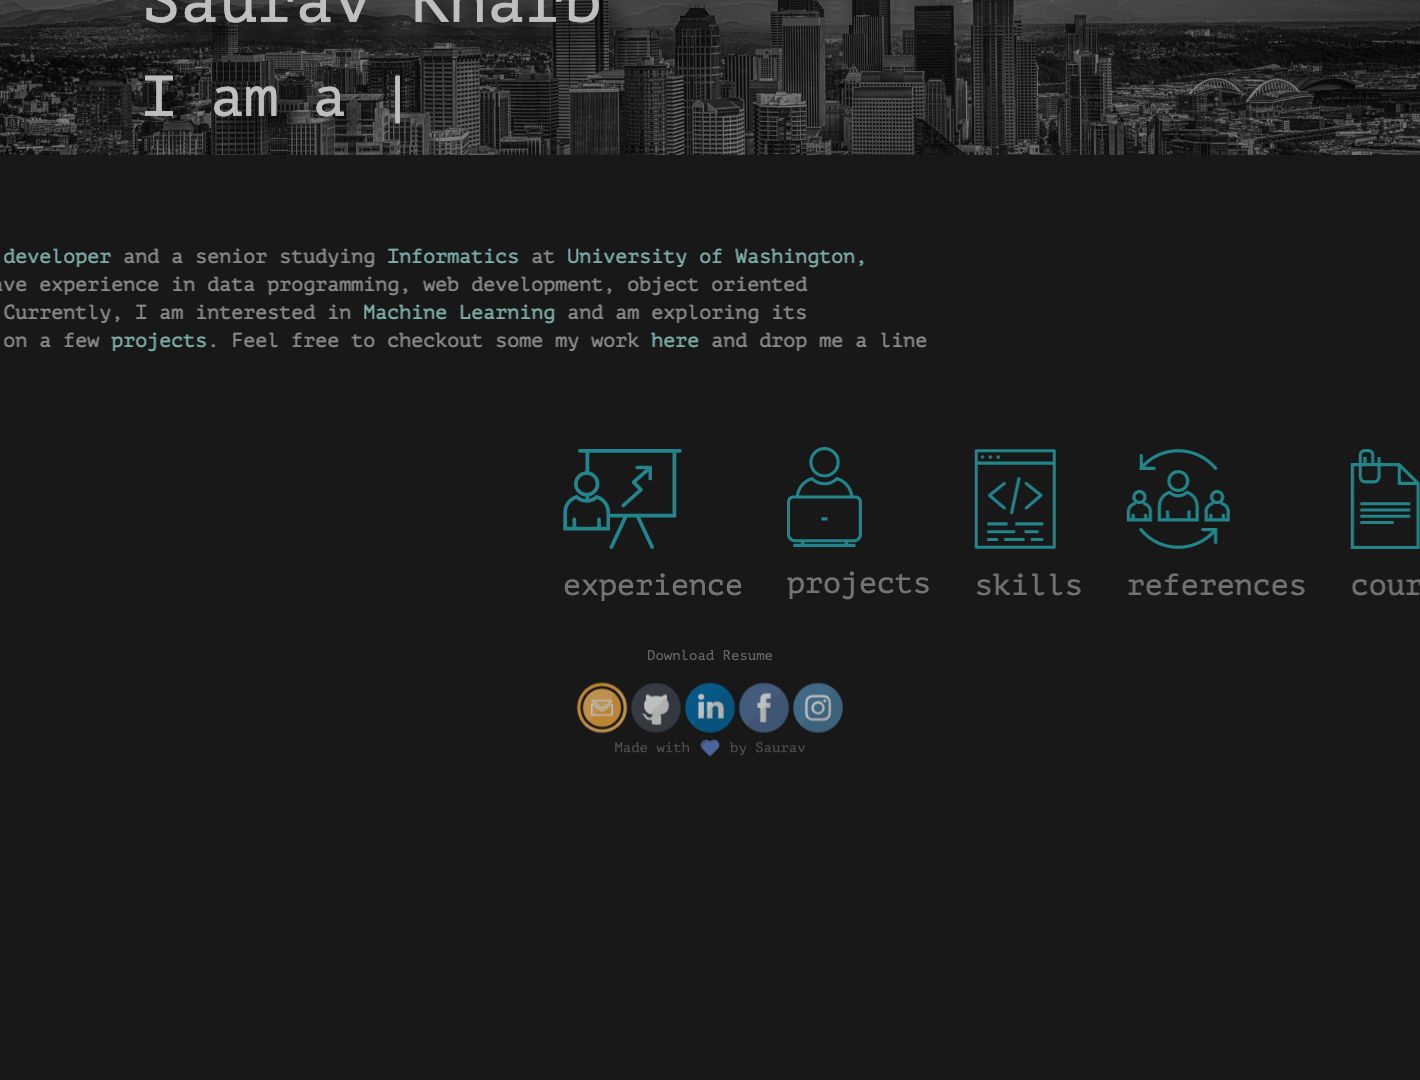 Saurav Khaib
I am a |
developer and a senior studying Informatics at University of Washington,
experience in data programming, web development, object oriented
Currently, I am interested in Machine Learning and am exploring its
on a few projects. Feel free to checkout some my work here and drop me a line
experience projects skills references
Download Resume
Made with by Saurav